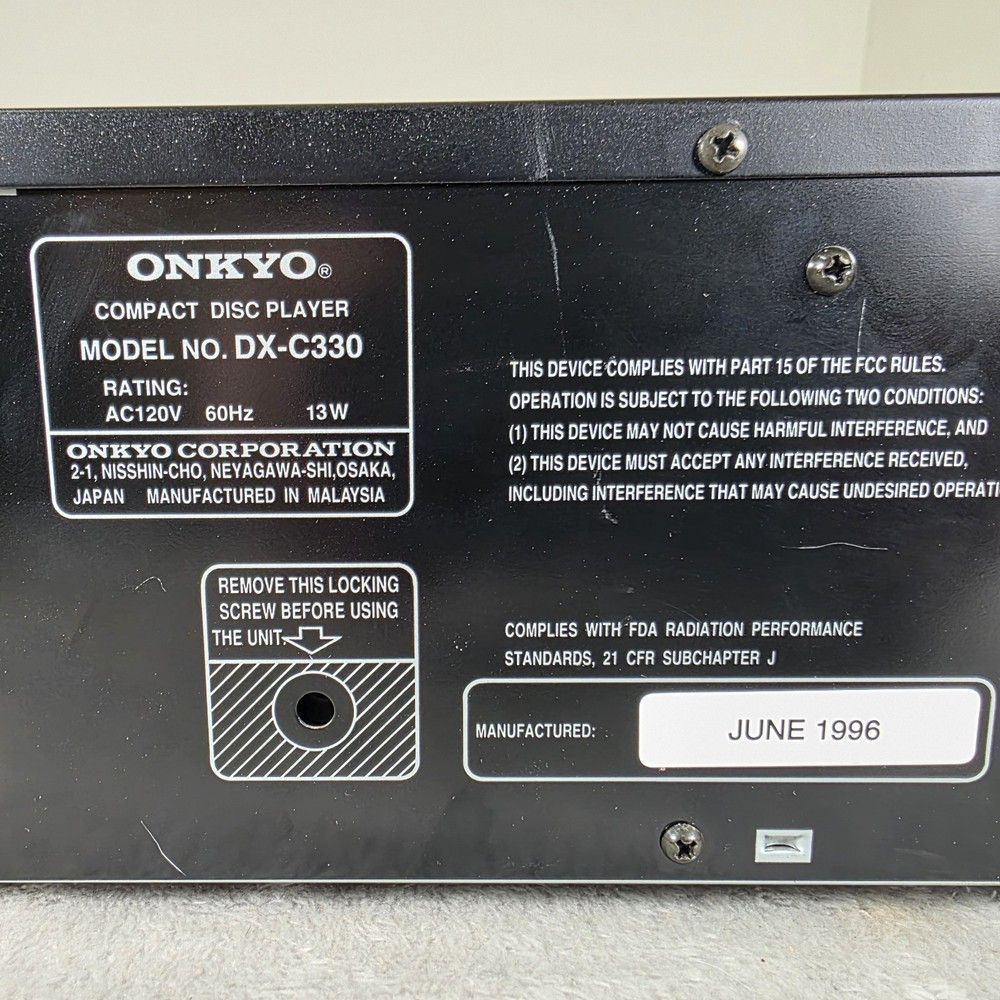 ONKYO®
COMPACT DISC PLAYER
MODEL NO. DX-C330
RATING:
AC120V 60Hz 13W
ONKYO CORPORATION
2-1, NISSHIN-CHO, NEYAGAWA-SHI,OSAKA,
JAPAN MANUFACTURED IN MALAYSIA
THIS DEVICE COMPLIES WITH PART 15 OF THE FCC RULES.
OPERATION IS SUBJECT TO THE FOLLOWING TWO CONDITIONS:
(1) THIS DEVICE MAY NOT CAUSE HARMFUL INTERFERENCE, AND
(2) THIS DEVICE MUST ACCEPT ANY INTERFERENCE RECEIVED,
INCLUDING INTERFERENCE THAT MAY CAUSE UNDESIRED OPERATI
REMOVE THIS LOCKING
SCREW BEFORE USING
THE UNIT
COMPLIES WITH FDA RADIATION PERFORMANCE
STANDARDS, 21 CFR SUBCHAPTER J
MANUFACTURED: JUNE 1996